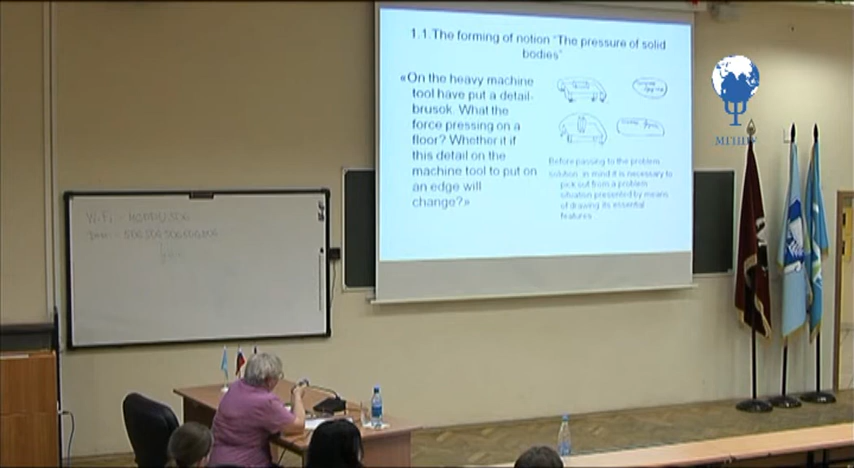 1.1.The forming of notion "The pressure of solid
bodies"
«On the heavy machine
tool have put a detail-
brusok. What the
force pressing on a
floor? Whether it if
this detail on the
machine tool to put on
an edge will
change?»
Before passing to the problem
solution in mind it is necessary to
pick out from a problem
situation presented by means
of drawing its essential
features
МГППУ
WiFi -